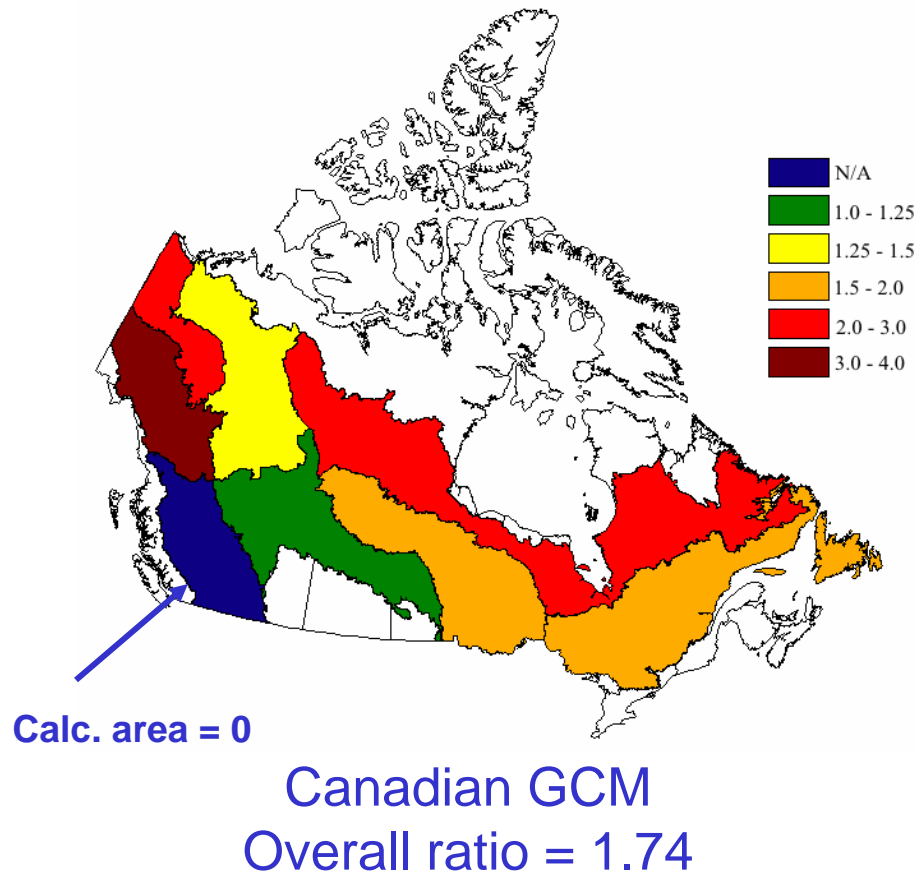 N/A
1.0 - 1.25
1.25 - 1.5
1.5 - 2.0
2.0 - 3.0
3.0 - 4.0
Calc. area = 0
Canadian GCM
Overall ratio = 1.74